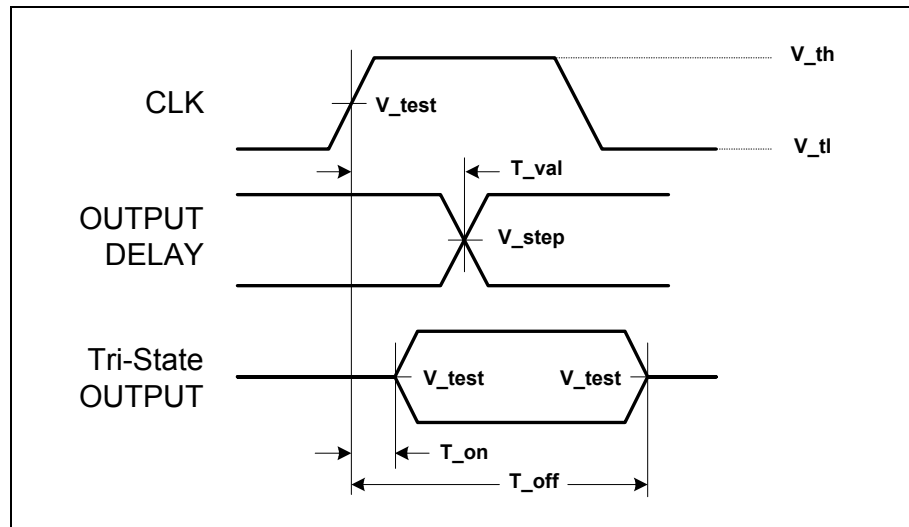 V_th
CLK
V_test
V_tl
T_val
OUTPUT
DELAY
V_step
Tri-State
OUTPUT
V_test
V_test
T_on
T_off